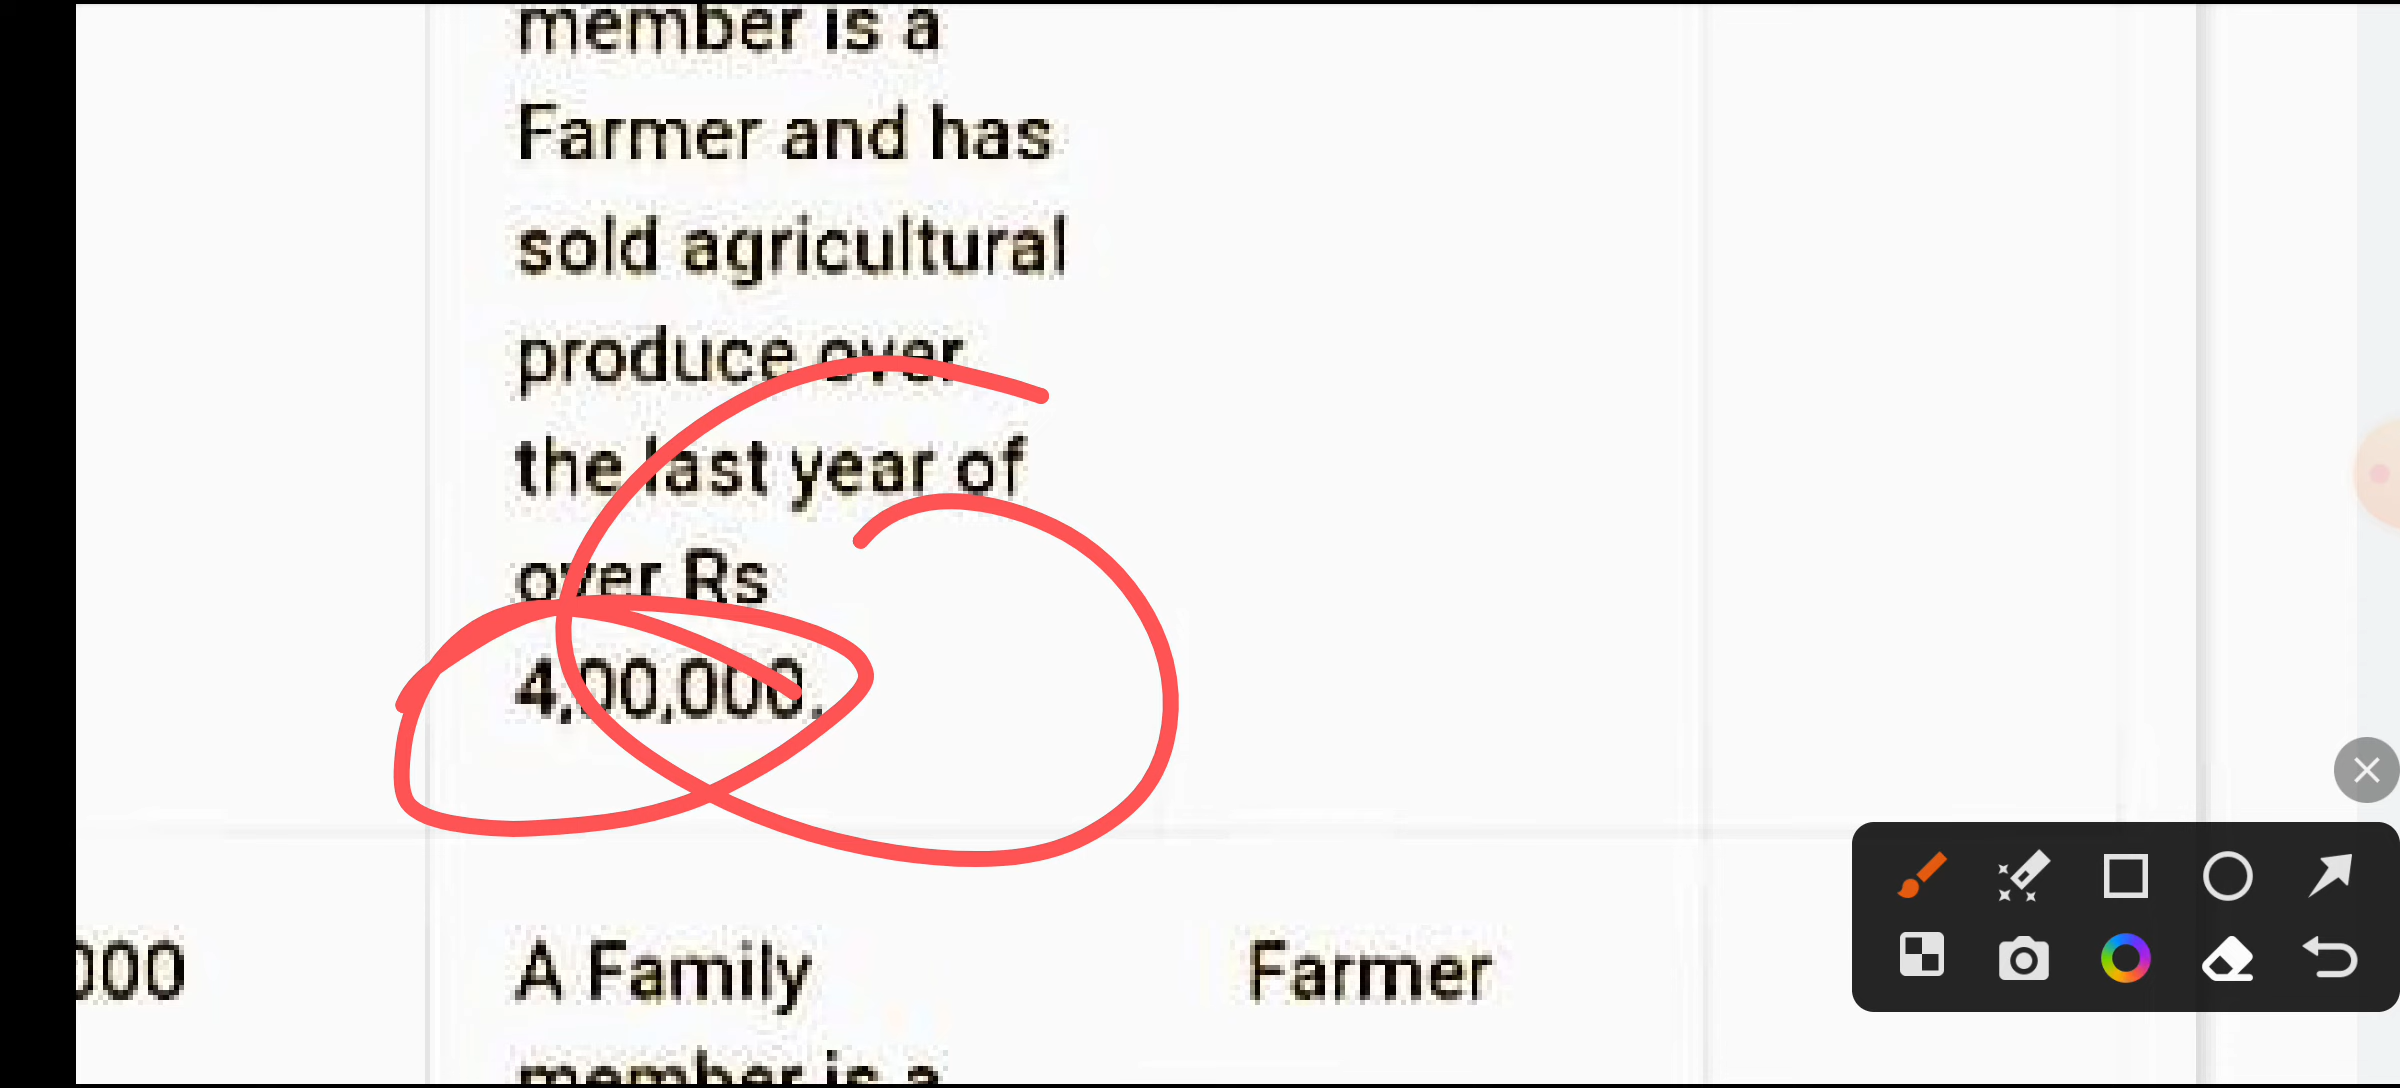 member is a
Farmer and has
sold agricultural
produce over
the last year of
over Rs
4,00,000.
000
A Family
Farmer
member is a